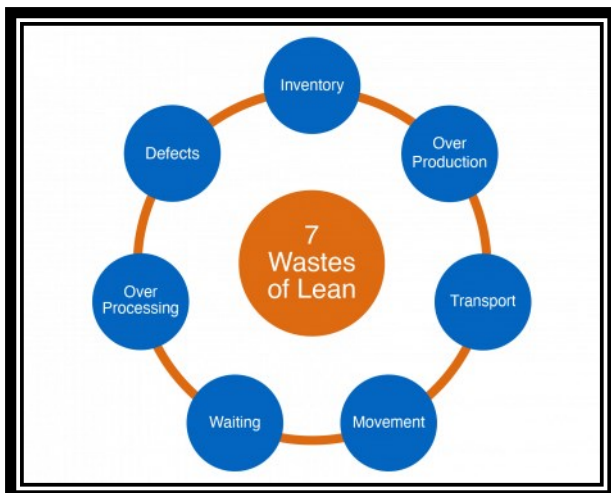 7
Wastes
of Lean
Inventory
Over
Production
Transport
Movement
Waiting
Over
Processing
Defects